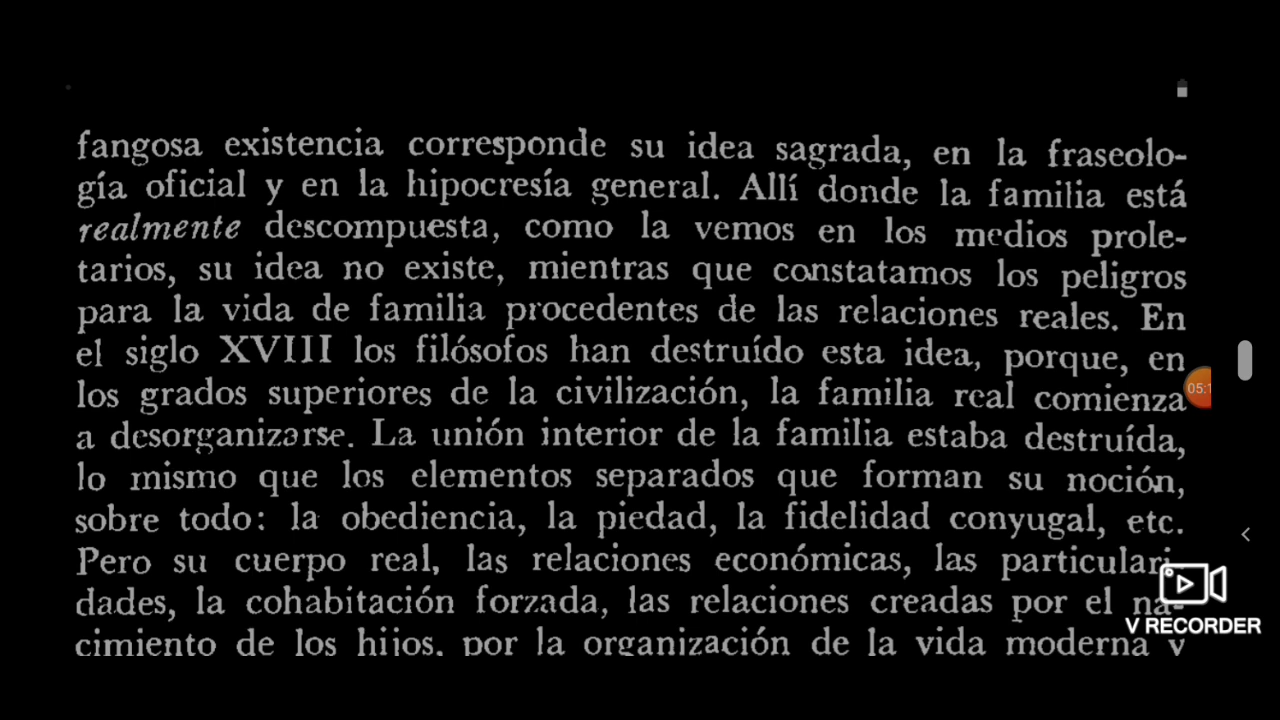 fangosa existencia corresponde su idea sagrada, en la fraseolo-
gía oficial y en la hipocresía general. Allí donde la familia está
realmente descompuesta, como la vemos en los medios prole-
tarios, su idea no existe, mientras que constatamos los peligros
para la vida de familia procedentes de las relaciones reales. En
el siglo XVIII los filósofos han destruído esta idea, porque, en
los grados superiores de la civilización, la familia real comienza
05:1
a desorganizarse. La unión interior de la familia estaba destruída,
lo mismo que los elementos separados que forman su noción,
sobre todo: la obediencia, la piedad, la fidelidad conyugal, etc.
Pero su cuerpo real, las relaciones económicas, las particulari-
dades, la cohabitación forzada, las relaciones creadas por el na-
V RECORDER
cimiento de los hijos, por la organización de la vida moderna y